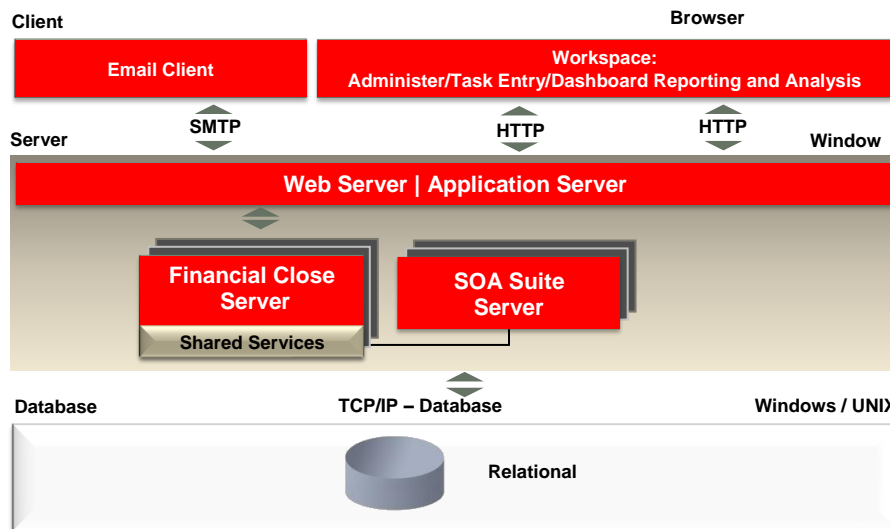 Client
Browser
Email Client
Workspace:
Administer/Task Entry/Dashboard Reporting and Analysis
SMTP
HTTP
HTTP
Server
Window
Web Server | Application Server
Financial Close
Server
Shared Services
SOA Suite
Server
Database
TCP/IP – Database
Windows / UNIX
Relational